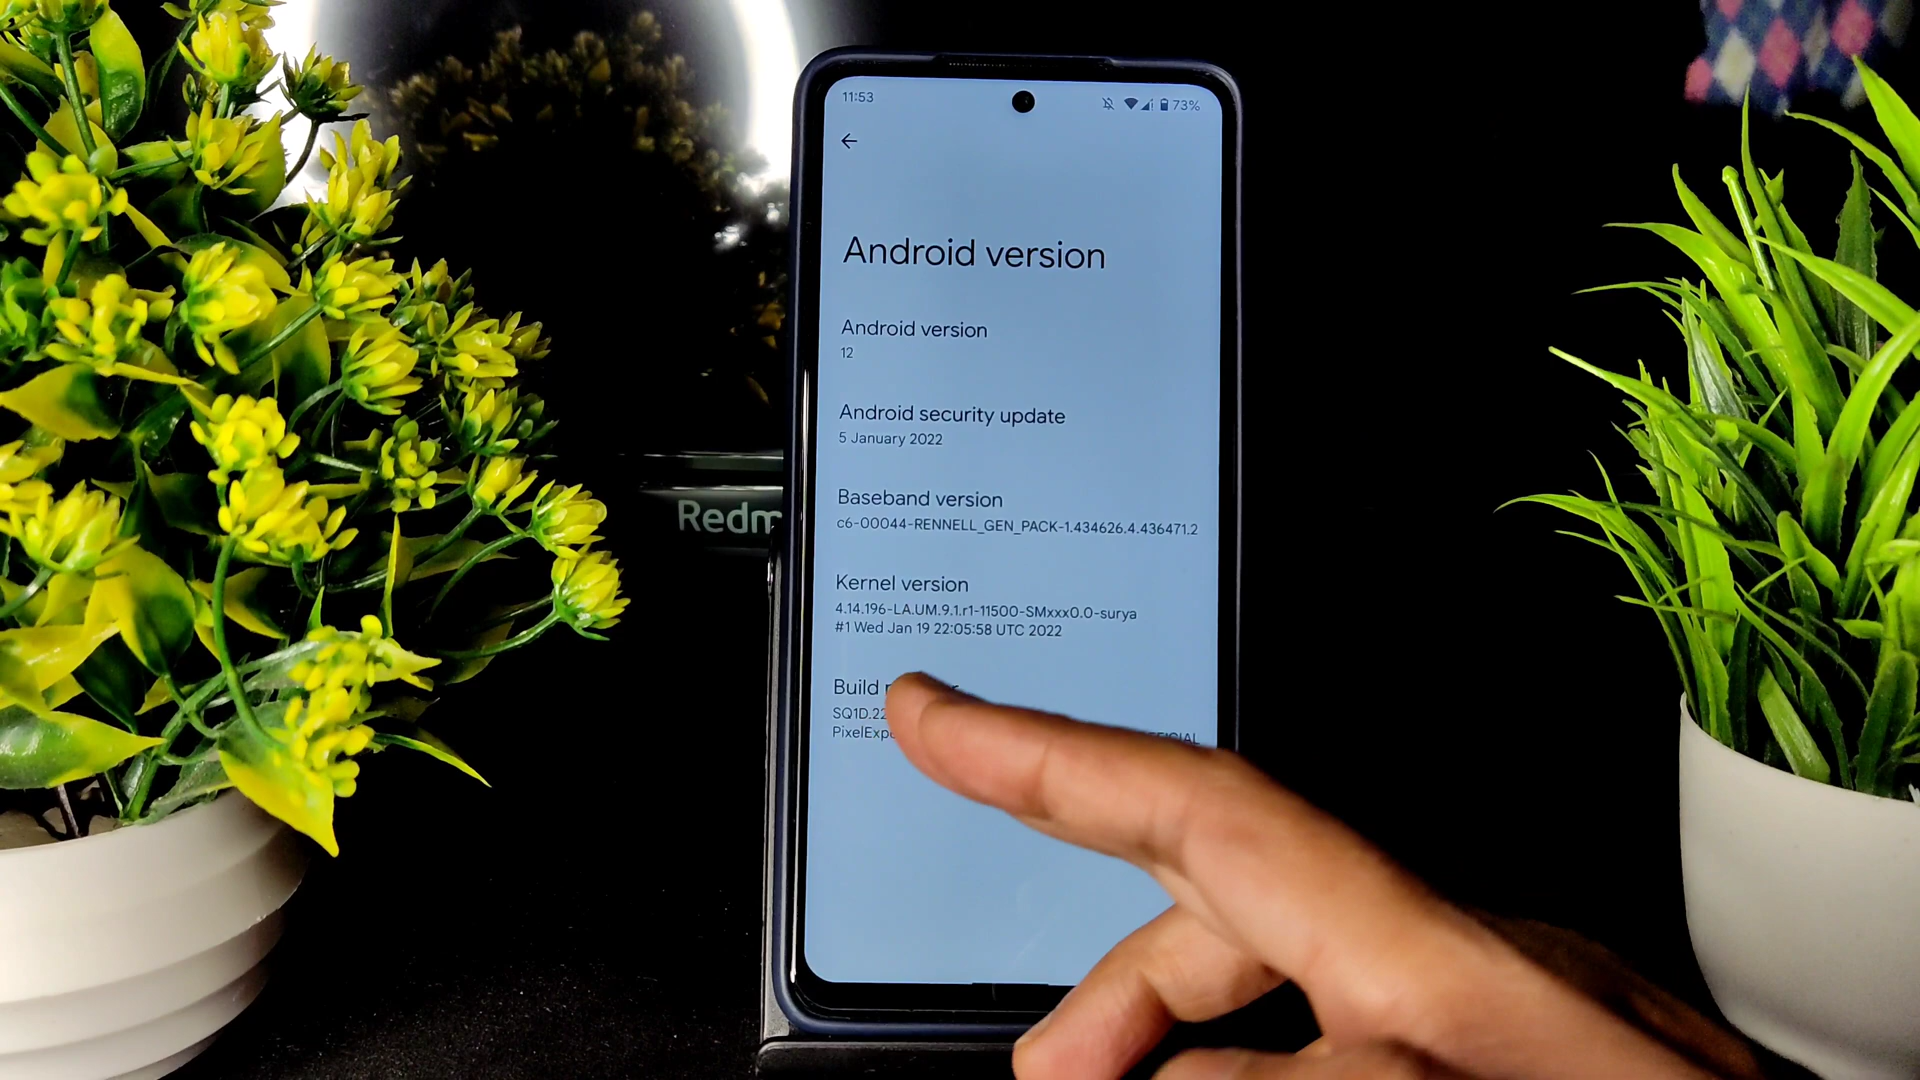 11:53
73%
Android version
Android version
12
Android security update
5 January 2022
Baseband version
c6-00044-RENNELL_GEN_PACK-1.434626.4.436471.2
Kernel version
4.14.196-LA.UM.9.1.r1-11500-SMxxx0.0-surya
#1 Wed Jan 19 22:05:58 UTC 2022
Build
SQ1D.22
PixelExpe
Redm